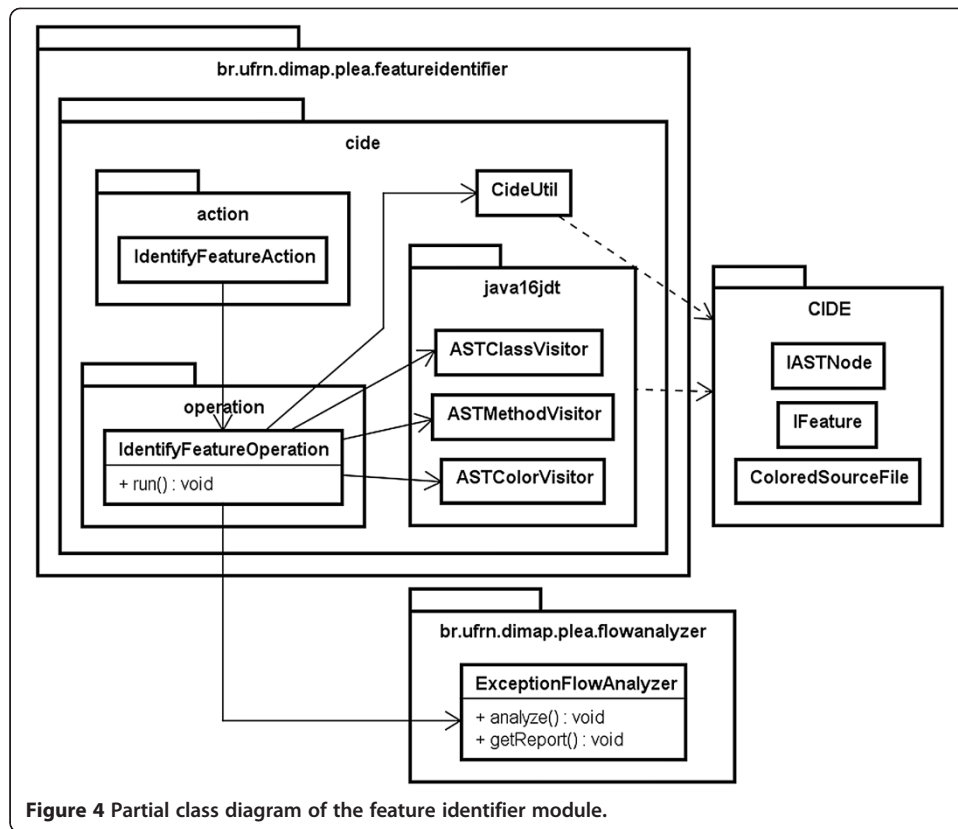 br.ufrn.dimap.plea.featureidentifier
cide
action
IdentifyFeatureAction
CideUtil
java16jdt
ASTClassVisitor
ASTMethodVisitor
ASTColorVisitor
operation
IdentifyFeatureOperation
+ run() : void
CIDE
IASTNode
IFeature
ColoredSourceFile
br.ufrn.dimap.plea.flowanalyzer
ExceptionFlowAnalyzer
+ analyze() : void
+ getReport() : void
Figure 4 Partial class diagram of the feature identifier module.